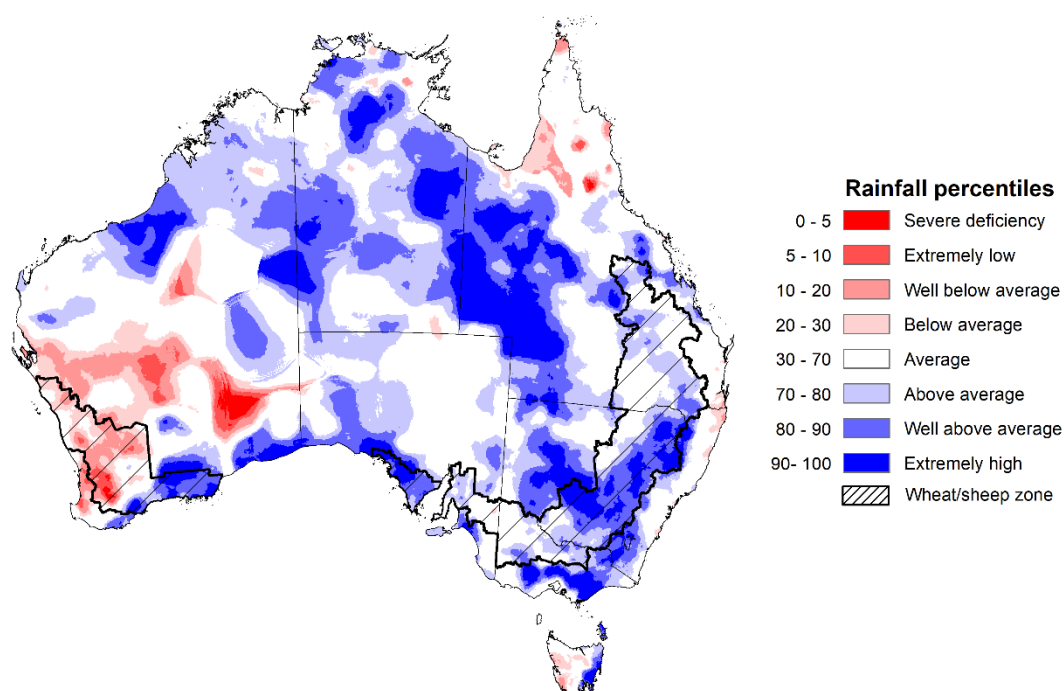 Rainfall percentiles
0 - 5 Severe deficiency
5 - 10 Extremely low
10 - 20 Well below average
20 - 30 Below average
30 - 70 Average
70 - 80 Above average
80 - 90 Well above average
90- 100 Extremely high
Wheat/sheep zone